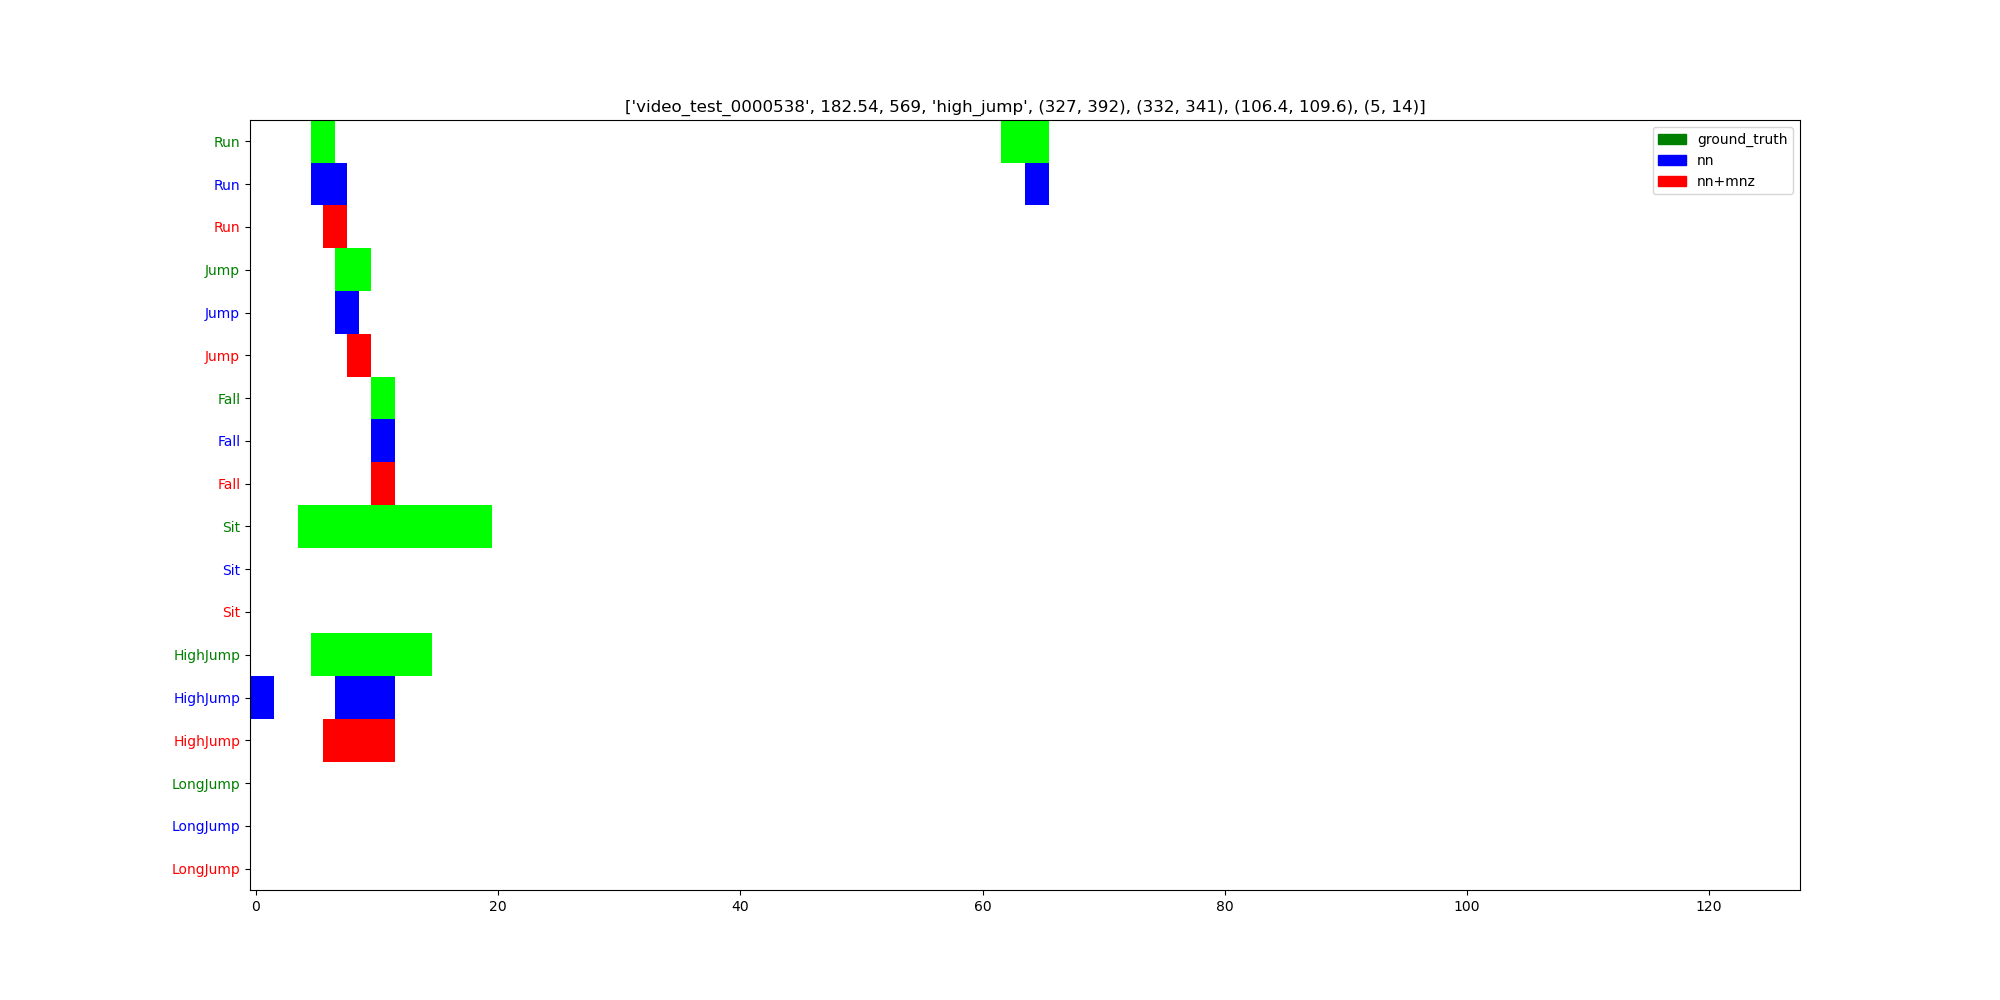 ['video_test_0000538', 182.54, 569, 'high_jump', (327, 392), (332, 341), (106.4, 109.6), (5, 14)]
ground_truth
nn
nn+mnz
Run
Run
Run
Jump
Jump
Jump
Fall
Fall
Fall
Sit
Sit
Sit
HighJump
HighJump
HighJump
LongJump
LongJump
LongJump
0 20 40 60 80 100 120